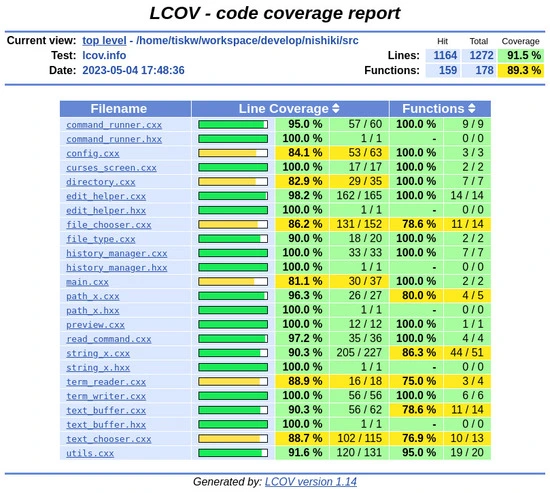 LCOV - code coverage report
Current view: top level - /home/tiskw/workspace/develop/nishiki/src Hit Total Coverage
Test: lcov.info Lines: 1164 1272 91.5 %
Date: 2023-05-04 17:48:36 Functions: 159 178 89.3 %
Filename Line Coverage Functions
command_runner.cxx 95.0 % 57 / 60 100.0 % 9 / 9
command_runner.hxx 100.0 % 1 / 1 - 0 / 0
config.cxx 84.1 % 53 / 63 100.0 % 3 / 3
curses_screen.cxx 100.0 % 17 / 17 100.0 % 2 / 2
directory.cxx 82.9 % 29 / 35 100.0 % 7 / 7
edit_helper.cxx 98.2 % 162 / 165 100.0 % 14 / 14
edit_helper.hxx 100.0 % 1 / 1 - 0 / 0
file_chooser.cxx 86.2 % 131 / 152 78.6 % 11 / 14
file_type.cxx 90.0 % 18 / 20 100.0 % 2 / 2
history_manager.cxx 100.0 % 33 / 33 100.0 % 7 / 7
history_manager.hxx 100.0 % 1 / 1 - 0 / 0
main.cxx 81.1 % 30 / 37 100.0 % 2 / 2
path_x.cxx 96.3 % 26 / 27 80.0 % 4 / 5
path_x.hxx 100.0 % 1 / 1 - 0 / 0
preview.cxx 100.0 % 12 / 12 100.0 % 1 / 1
read_command.cxx 97.2 % 35 / 36 100.0 % 4 / 4
string_x.cxx 90.3 % 205 / 227 86.3 % 44 / 51
string_x.hxx 100.0 % 1 / 1 - 0 / 0
term_reader.cxx 88.9 % 16 / 18 75.0 % 3 / 4
term_writer.cxx 100.0 % 56 / 56 100.0 % 6 / 6
text_buffer.cxx 90.3 % 56 / 62 78.6 % 11 / 14
text_buffer.hxx 100.0 % 1 / 1 - 0 / 0
text_chooser.cxx 88.7 % 102 / 115 76.9 % 10 / 13
utils.cxx 91.6 % 120 / 131 95.0 % 19 / 20
Generated by: LCOV version 1.14